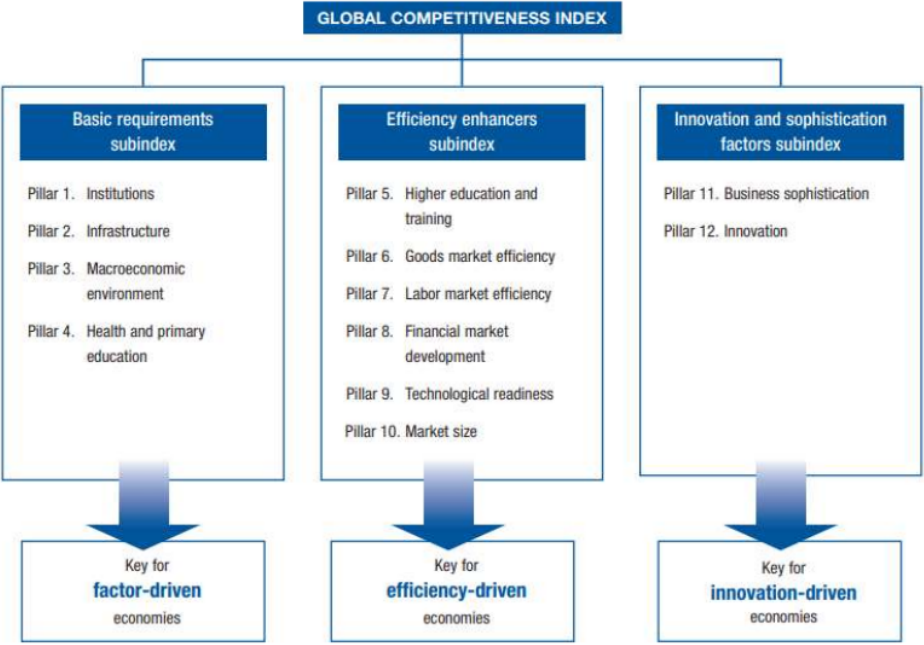 GLOBAL COMPETITIVENESS INDEX
Basic requirements
subindex
Pillar 1. Institutions
Pillar 2. Infrastructure
Pillar 3. Macroeconomic
environment
Pillar 4. Health and primary
education
Key for
factor-driven
economies
Efficiency enhancers
subindex
Pillar 5. Higher education and
training
Pillar 6. Goods market efficiency
Pillar 7. Labor market efficiency
Pillar 8. Financial market
development
Pillar 9. Technological readiness
Pillar 10. Market size
Key for
efficiency-driven
economies
Innovation and sophistication
factors subindex
Pillar 11. Business sophistication
Pillar 12. Innovation
Key for
innovation-driven
economies